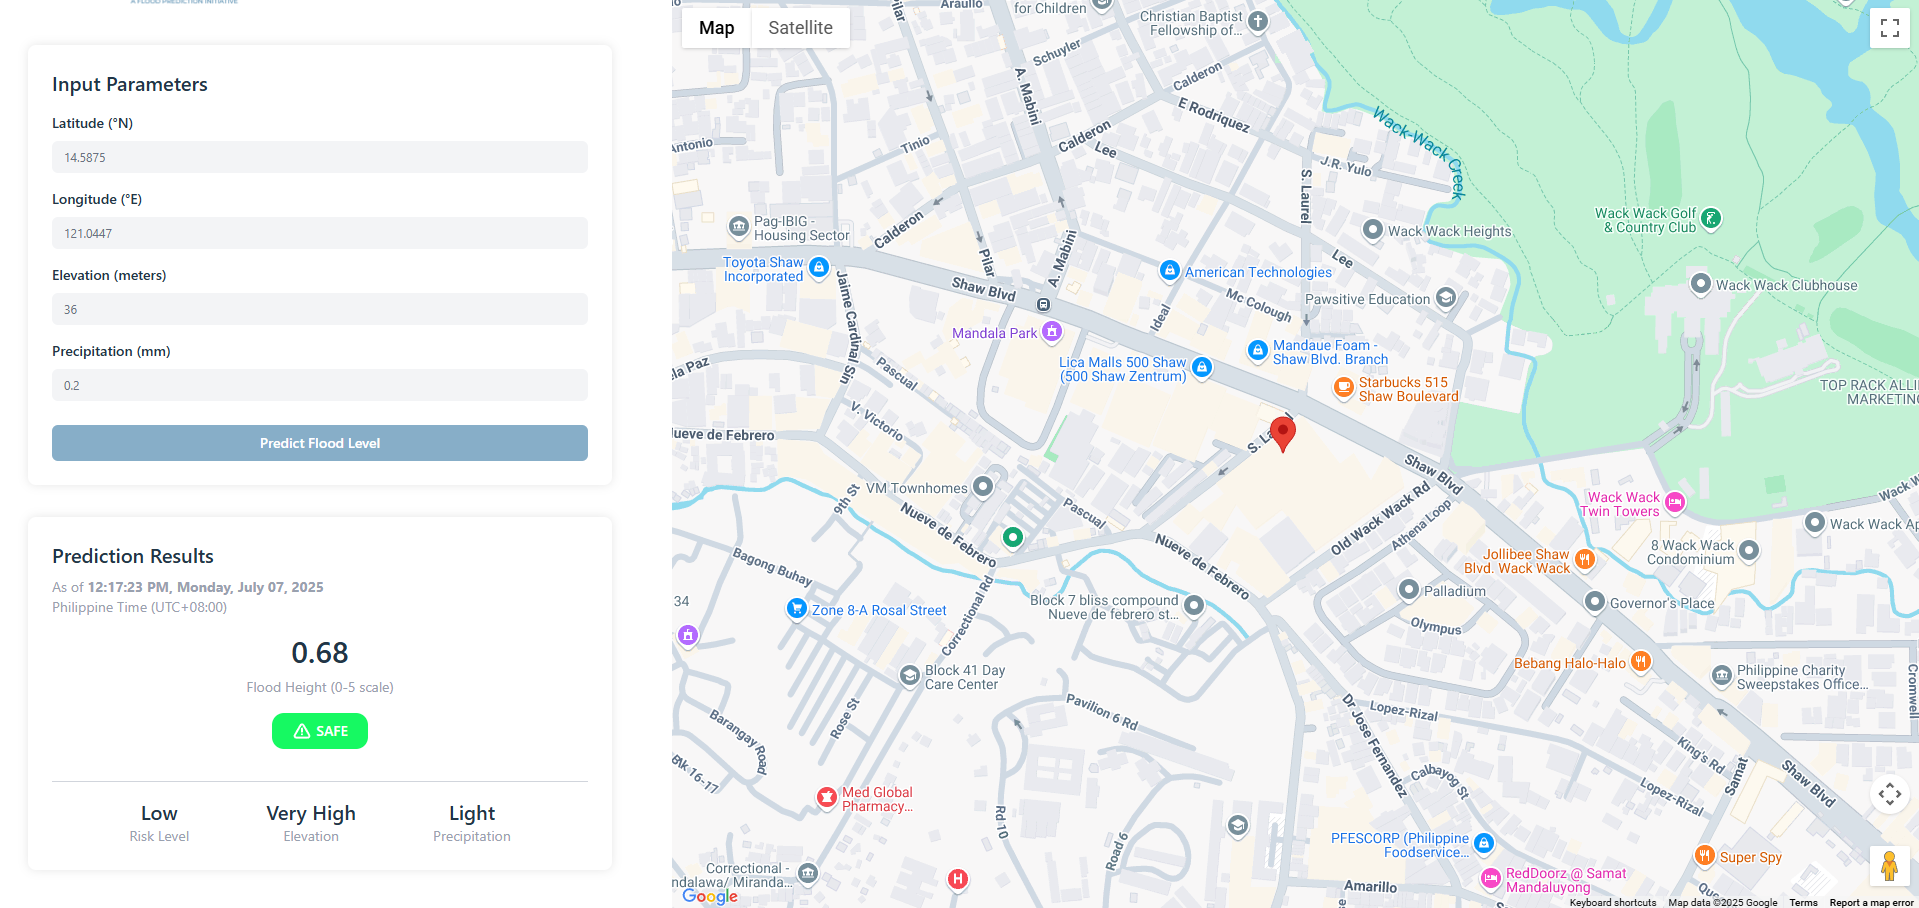 A FLOOD PREDICTION INITIATIVE
Input Parameters
Latitude (°N)
14.5875
Longitude (°E)
121.0447
Elevation (meters)
36
Precipitation (mm)
0.2
Predict Flood Level
Prediction Results
As of 12:17:23 PM, Monday, July 07, 2025
Philippine Time (UTC+08:00)
0.68
Flood Height (0-5 scale)
SAFE
Low
Risk Level
Very High
Elevation
Light
Precipitation
Map
Satellite
Pilar
Araullo
for Children
Christian Baptist
Fellowship of...
Schuyler
Calderon
A. Mabini
E Rodriquez
Wack-Wack Creek
Antonio
Tinio
Calderon
Lee
J.R. Yulo
S. Laurel
Wack Wack Golf
& Country Club
Pag-IBIG -
Housing Sector
Calderon
Wack Wack Heights
Toyota Shaw
Incorporated
Pilar
A. Mabini
Lee
American Technologies
Jaime Cardinal Sin
Shaw Blvd
Mc Colough
Pawsitive Education
Wack Wack Clubhouse
Ideal
Mandala Park
Mandaue Foam -
Shaw Blvd. Branch
Lica Malls 500 Shaw
(500 Shaw Zentrum)
la Paz
Pascual
Starbucks 515
Shaw Boulevard
TOP RACK ALLI
MARKETING
V. Victorio
Nueve de Febrero
Shaw Blvd
VM Townhomes
9th St
Nueve de Febrero
Pascual
Old Wack Wack Rd
Athena Loop
Wack Wack
Twin Towers
Wack W
Wack Wack Ap
Nueve de Febrero
Jollibee Shaw
Blvd. Wack Wack
8 Wack Wack
Condominium
Bagong Buhay
Correctional Rd
34
Zone 8-A Rosal Street
Block 7 bliss compound
Nueve de febrero st...
Palladium
Governor's Place
Olympus
Bebang Halo-Halo
Block 41 Day
Care Center
Philippine Charity
Sweepstakes Office...
Cromwell
Rose St
Barangay Road
Pavilion 6 Rd
Dr Jose Fernandez
Lopez-Rizal
Blk 16-17
King's Rd
Samat
Shaw Blvd
Calbayog St
Lopez-Rizal
Med Global
Pharmacy...
Rd 10
Road 6
PFESCORP (Philippine
Foodservice...
Super Spy
Correctional -
ndalawa/ Miranda...
H
RedDoorz @ Samat
Mandaluyong
Amarillo
Google
Keyboard shortcuts
Map data ©2025 Google
Terms
Report a map error